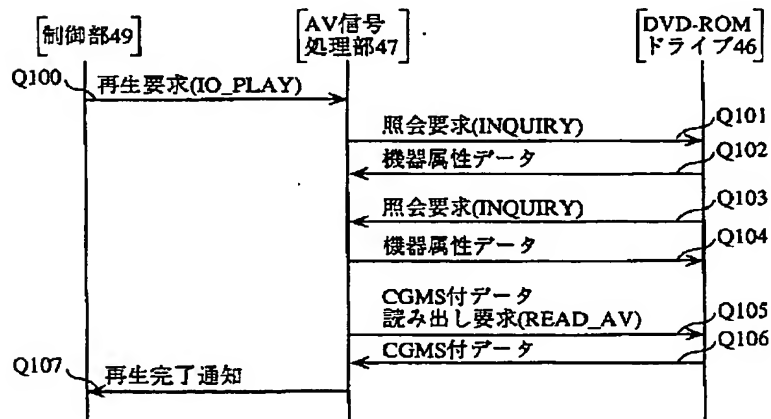 制御部49
AV信号
処理部47
DVD-ROM
ドライブ46
Q100
再生要求(IO_PLAY)
照会要求(INQUIRY)
Q101
機器属性データ
Q102
照会要求(INQUIRY)
Q103
機器属性データ
Q104
CGMS付データ
読み出し要求(READ_AV)
Q105
CGMS付データ
Q106
Q107
再生完了通知